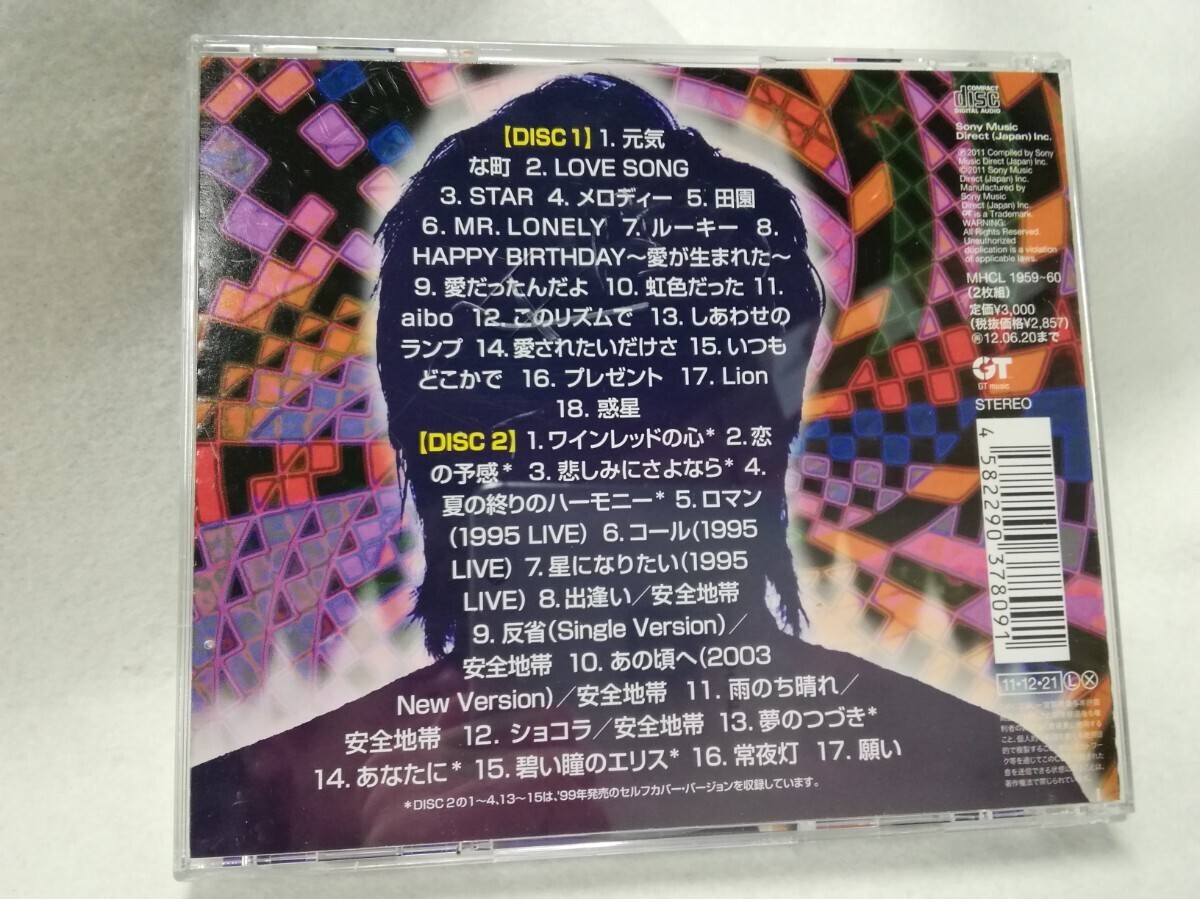 【DISC 1】1. 元気
な町 2. LOVE SONG
3. STAR 4. メロディー 5. 田園
6. MR. LONELY 7. ルーキー 8.
HAPPY BIRTHDAY〜愛が生まれた〜
9. 愛だったんだよ 10. 虹色だった 11.
aibo 12. このリズムで 13. しあわせの
ランプ 14. 愛されたいだけさ 15. いつも
どこかで 16. プレゼント 17. Lion
18. 惑星
【DISC 2】1. ワインレッドの心* 2. 恋
の予感* 3. 悲しみにさよなら* 4.
夏の終りのハーモニー* 5. ロマン
(1995 LIVE) 6. コール(1995
LIVE) 7. 星になりたい(1995
LIVE) 8. 出逢い／安全地帯
9. 反省(Single Version)／
安全地帯 10. あの頃へ(2003
New Version)／安全地帯 11. 雨のち晴れ／
安全地帯 12. ショコラ／安全地帯 13. 夢のつづき*
14. あなたに* 15. 碧い瞳のエリス* 16. 常夜灯 17. 願い
*DISC 2の1〜4、13〜15は、'99年発売のセルフカバー・バージョンを収録しています。
COMPACT
disc
DIGITAL AUDIO
Sony Music
Direct (Japan) Inc.
℗2011 Compiled by Sony
Music Direct (Japan) Inc.
©2011 Sony Music
Direct (Japan) Inc.
Manufactured by
Sony Music
Direct (Japan) Inc.
GT is a Trademark.
WARNING:
All Rights Reserved.
Unauthorized
duplication is a violation
of applicable laws.
MHCL 1959~60
(2枚組)
定価¥3,000
(税抜価格¥2,857)
㋫12.06.20まで
GT
GT music
STEREO
4 582290 378091
11・12・21 Ⓛ Ⓧ